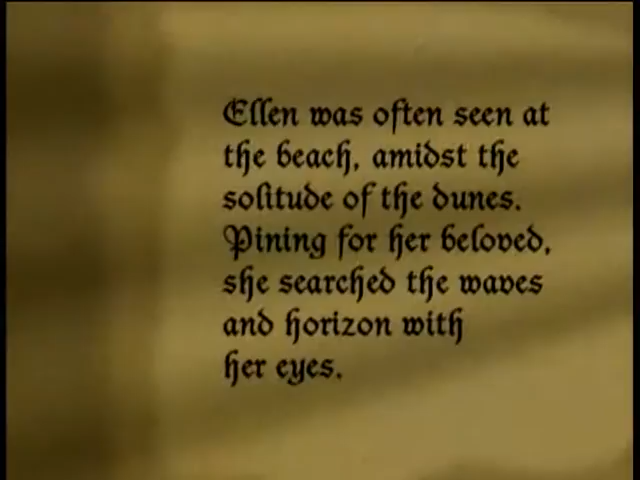 Ellen was often seen at
the beach, amidst the
solitude of the dunes.
Pining for her beloved,
she searched the waves
and horizon with
her eyes.